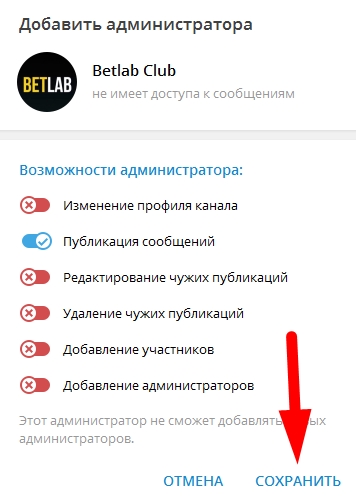 Добавить администратора
BETLAB
Betlab Club
не имеет доступа к сообщениям
Возможности администратора:
Изменение профиля канала
Публикация сообщений
Редактирование чужих публикаций
Удаление чужих публикаций
Добавление участников
Добавление администраторов
Этот администратор не сможет добавлять
администраторов.
ОТМЕНА СОХРАНИТЬ